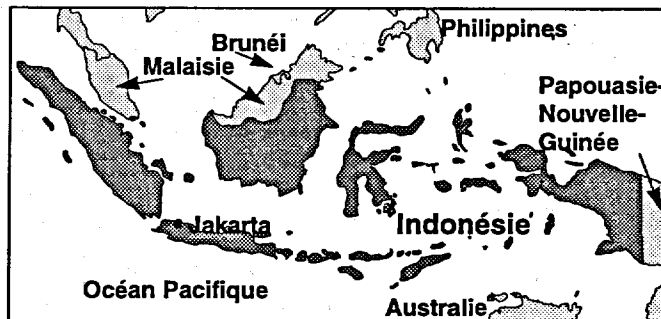 Philippines
Brunéi
Malaisie
Papouasie-
Nouvelle-
Guinée
Jakarta
Indonésie
Océan Pacifique
Australie